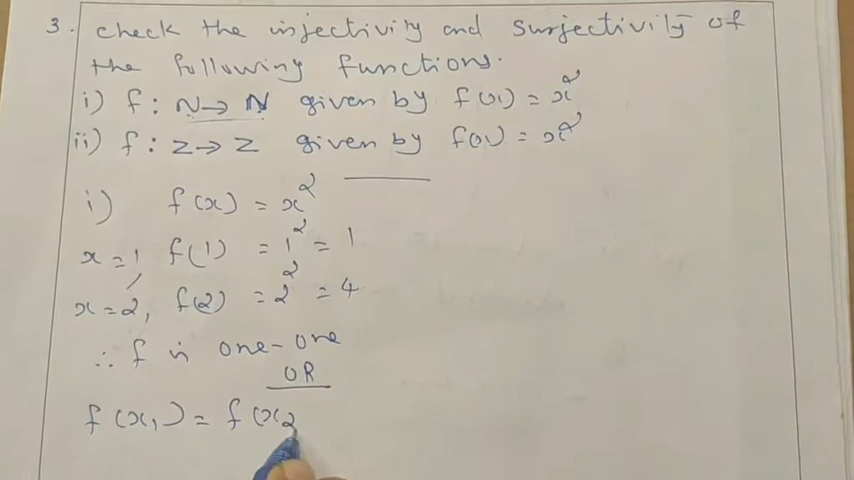 3. check the injectivity and surjectivity of
the following functions.
i) f : N → N given by f(x) = x²
ii) f : Z → Z given by f(x) = x²
i) f(x) = x²
x = 1, f(1) = 1² = 1
x = 2, f(2) = 2² = 4
∴ f is one-one
OR
f(x₁) = f(x₂